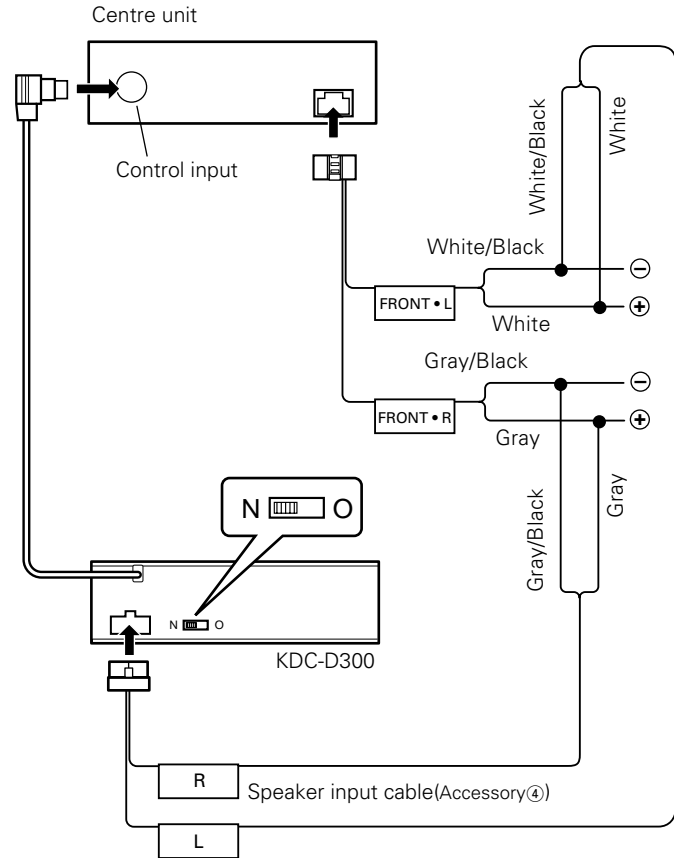 Centre unit
Control input
White/Black
White
White/Black
⊖
FRONT • L
⊕
White
Gray/Black
⊖
FRONT • R
⊕
Gray
Gray/Black
Gray
N O
N O
KDC-D300
R
Speaker input cable(Accessory④)
L